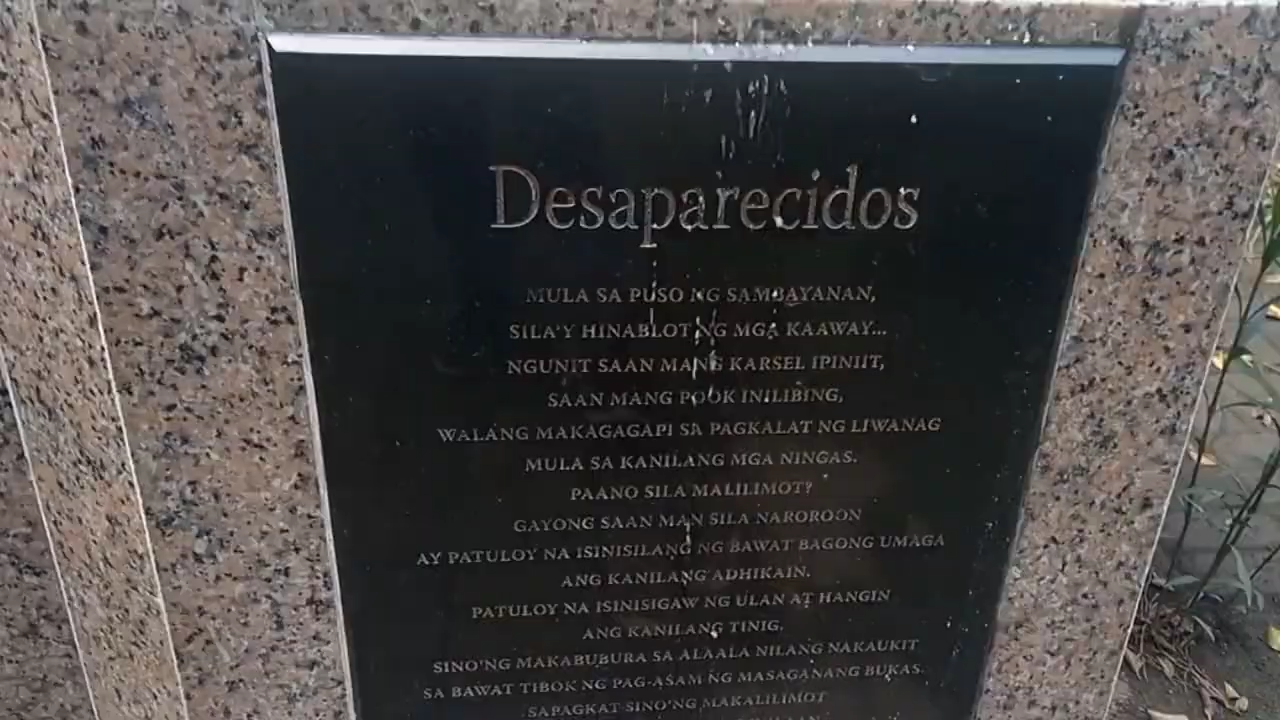 Desaparecidos
MULA SA PUSO NG SAMBAYANAN,
SILA'Y HINABLOT NG MGA KAAWAY...
NGUNIT SAAN MANG KARSEL IPINIIT,
SAAN MANG POOK INILIBING,
WALANG MAKAGAGAPI SA PAGKALAT NG LIWANAG
MULA SA KANILANG MGA NINGAS.
PAANO SILA MALILIMOT?
GAYONG SAAN MAN SILA NAROROON
AY PATULOY NA ISINISILANG NG BAWAT BAGONG UMAGA
ANG KANILANG ADHIKAIN.
PATULOY NA ISINISIGAW NG ULAN AT HANGIN
ANG KANILANG TINIG.
SINO'NG MAKABUBURA SA ALAALA NILANG NAKAUKIT
SA BAWAT TIBOK NG PAG-ASAM NG MASAGANANG BUKAS.
SAPAGKAT SINO'NG MAKALILIMOT